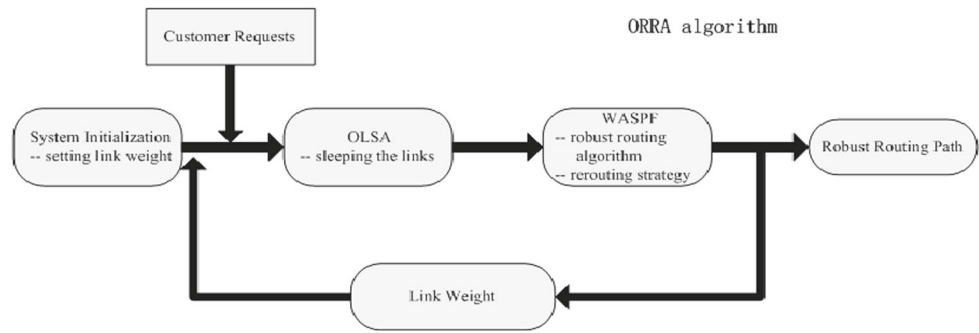 ORRA algorithm
Customer Requests
System Initialization
-- setting link weight
OLSA
-- sleeping the links
WASPF
-- robust routing
algorithm
-- rerouting strategy
Robust Routing Path
Link Weight